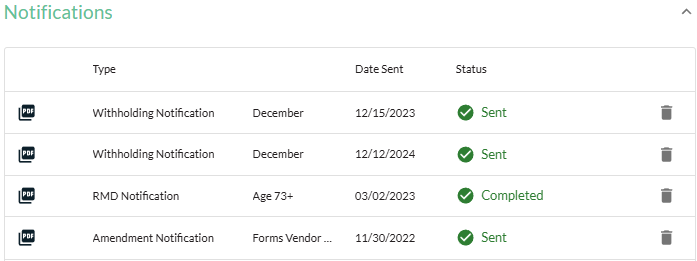 Notifications
Type Date Sent Status
PDF Withholding Notification December 12/15/2023 Sent
PDF Withholding Notification December 12/12/2024 Sent
PDF RMD Notification Age 73+ 03/02/2023 Completed
PDF Amendment Notification Forms Vendor ... 11/30/2022 Sent